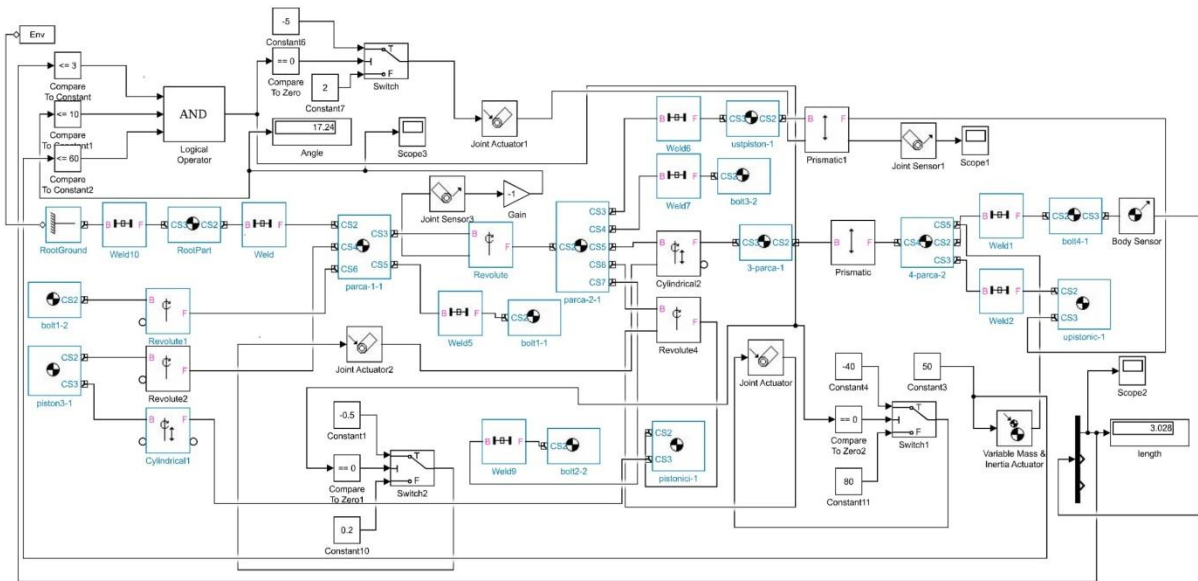 Env
<= 3
Compare
To Constant
<= 10
Compare
To Constant1
<= 60
Compare
To Constant2
AND
Logical
Operator
-5
Constant6
== 0
Compare
To Zero
2
Constant7
T
F
Switch
17.24
Angle
Scope3
Joint Actuator1
B
F
Weld6
CS3
CS2
ustpiston-1
B
F
Prismatic1
Joint Sensor1
Scope1
B
F
Weld7
CS2
bolt3-2
Joint Sensor3
-1
Gain
RootGround
B
F
Weld10
CS3
CS2
RootPart
B
F
Weld
CS2
CS4
CS6
CS3
CS5
parca-1-1
B
F
Revolute
CS2
CS3
CS4
CS5
CS6
CS7
parca-2-1
B
F
Cylindrical2
CS3
CS2
3-parca-1
B
F
Prismatic
CS4
CS5
CS2
CS3
4-parca-2
B
F
Weld1
CS2
CS3
bolt4-1
Body Sensor
B
F
Weld2
CS2
CS3
upistonic-1
CS2
bolt1-2
B
F
Revolute1
B
F
Weld5
CS2
bolt1-1
B
F
Revolute4
CS2
CS3
piston3-1
B
F
Revolute2
Joint Actuator2
Joint Actuator
B
F
Cylindrical1
-0.5
Constant1
== 0
Compare
To Zero1
0.2
Constant10
T
F
Switch2
B
F
Weld9
CS2
bolt2-2
CS2
CS3
pistonici-1
-40
Constant4
== 0
Compare
To Zero2
80
Constant11
T
F
Switch1
50
Constant3
Variable Mass &
Inertia Actuator
Scope2
3.028
length